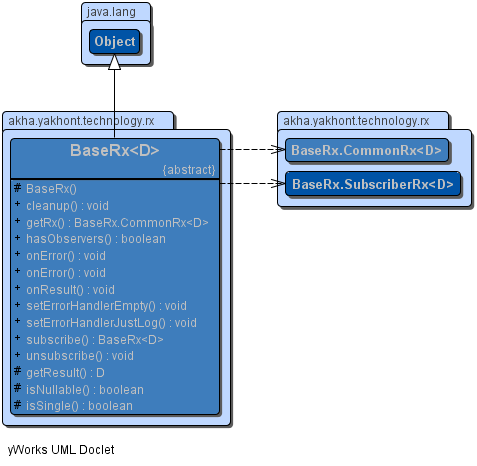 java.lang
Object
akha.yakhont.technology.rx
BaseRx<D>
{abstract}
# BaseRx()
+ cleanup() : void
+ getRx() : BaseRx.CommonRx<D>
+ hasObservers() : boolean
+ onError() : void
+ onError() : void
+ onResult() : void
+ setErrorHandlerEmpty() : void
+ setErrorHandlerJustLog() : void
+ subscribe() : BaseRx<D>
+ unsubscribe() : void
# getResult() : D
# isNullable() : boolean
# isSingle() : boolean
akha.yakhont.technology.rx
BaseRx.CommonRx<D>
BaseRx.SubscriberRx<D>
yWorks UML Doclet